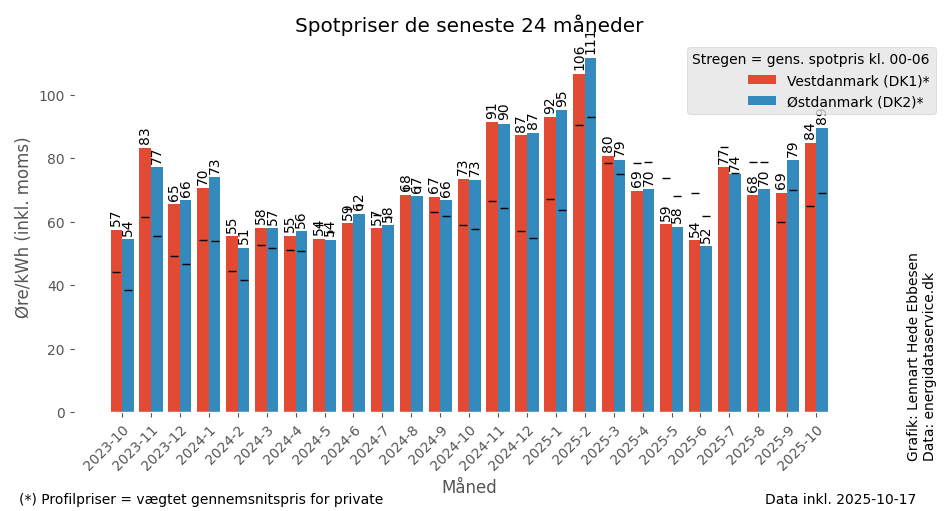 Spotpriser de seneste 24 måneder
Stregen = gens. spotpris kl. 00-06
Vestdanmark (DK1)*
Østdanmark (DK2)*
Øre/kWh (inkl. moms)
100
80
60
40
20
0
57 54 83 77 65 66 70 73 55 51 58 57 55 56 54 54 59 62 57 58 68 67 67 66 73 73 91 90 87 87 92 95 106 111 80 79 69 70 59 58 54 52 77 74 68 70 69 79 84 89
2023-10 2023-11 2023-12 2024-1 2024-2 2024-3 2024-4 2024-5 2024-6 2024-7 2024-8 2024-9 2024-10 2024-11 2024-12 2025-1 2025-2 2025-3 2025-4 2025-5 2025-6 2025-7 2025-8 2025-9 2025-10
Måned
Grafik: Lennart Hede Ebbesen
Data: energidataservice.dk
(*) Profilpriser = vægtet gennemsnitspris for private
Data inkl. 2025-10-17